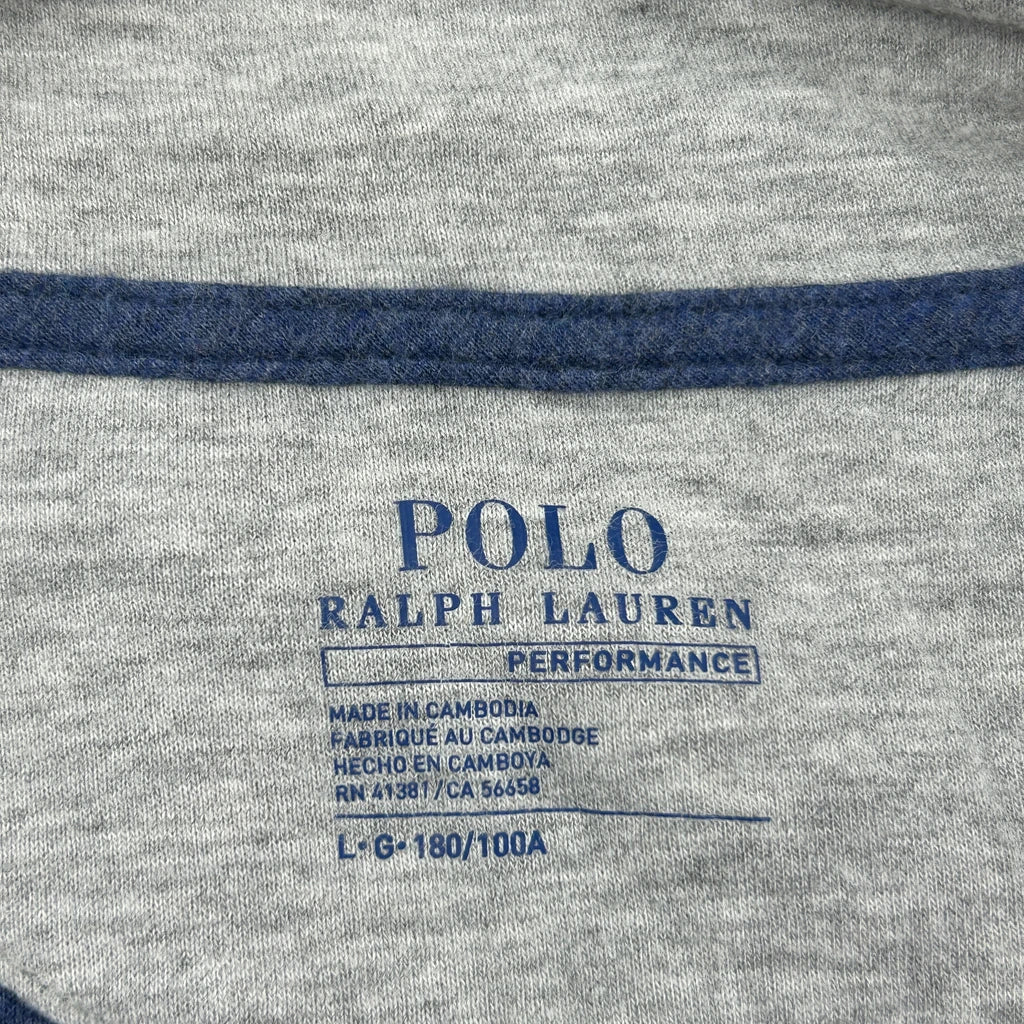 POLO
RALPH LAUREN
PERFORMANCE
MADE IN CAMBODIA
FABRIQUÉ AU CAMBODGE
HECHO EN CAMBOYA
RN 41381/CA 56658
L•G•180/100A